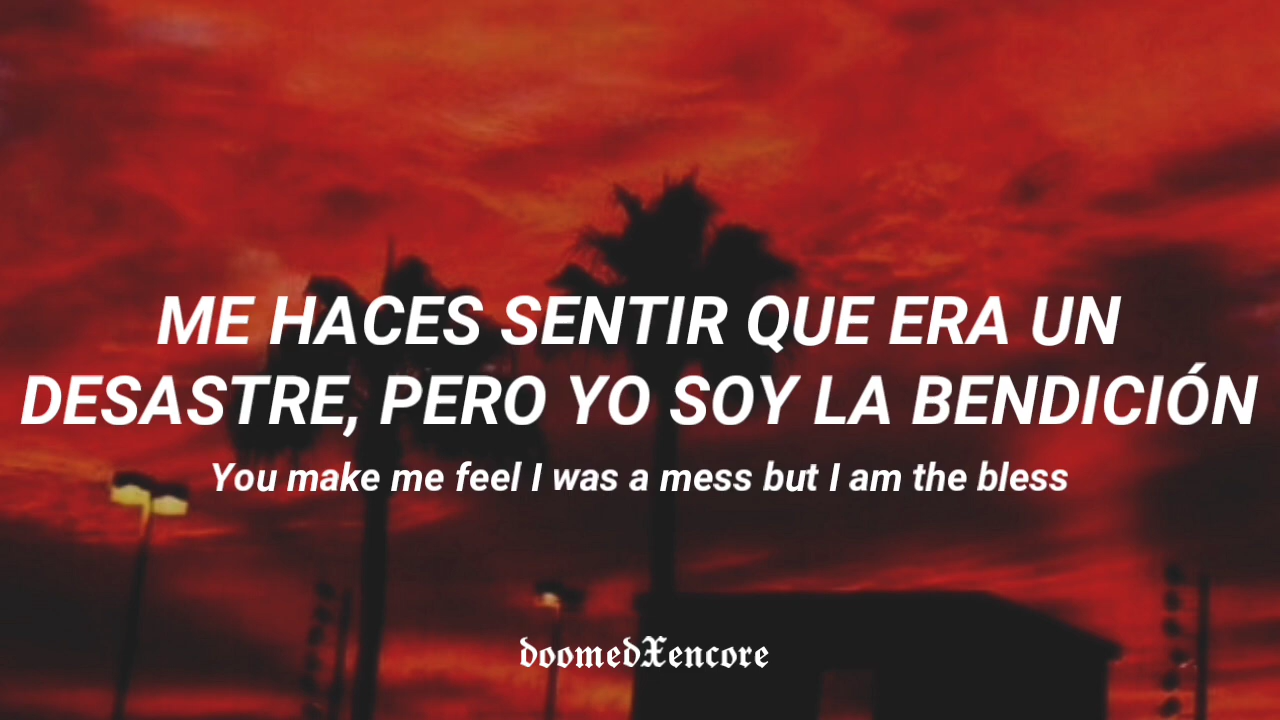 ME HACES SENTIR QUE ERA UN
DESASTRE, PERO YO SOY LA BENDICIÓN
You make me feel I was a mess but I am the bless
doomedXencore